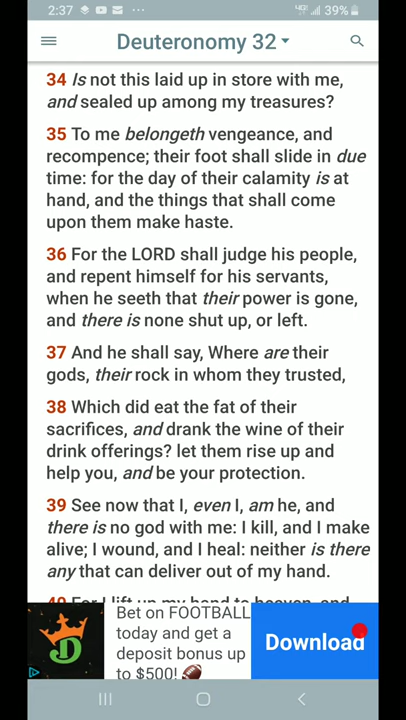 2:37 39%
Deuteronomy 32
34 Is not this laid up in store with me,
and sealed up among my treasures?
35 To me belongeth vengeance, and
recompence; their foot shall slide in due
time: for the day of their calamity is at
hand, and the things that shall come
upon them make haste.
36 For the LORD shall judge his people,
and repent himself for his servants,
when he seeth that their power is gone,
and there is none shut up, or left.
37 And he shall say, Where are their
gods, their rock in whom they trusted,
38 Which did eat the fat of their
sacrifices, and drank the wine of their
drink offerings? let them rise up and
help you, and be your protection.
39 See now that I, even I, am he, and
there is no god with me: I kill, and I make
alive; I wound, and I heal: neither is there
any that can deliver out of my hand.
40 For I lift up my hand to heaven, and
Bet on FOOTBALL
today and get a
deposit bonus up
to $500! 🏈
Download